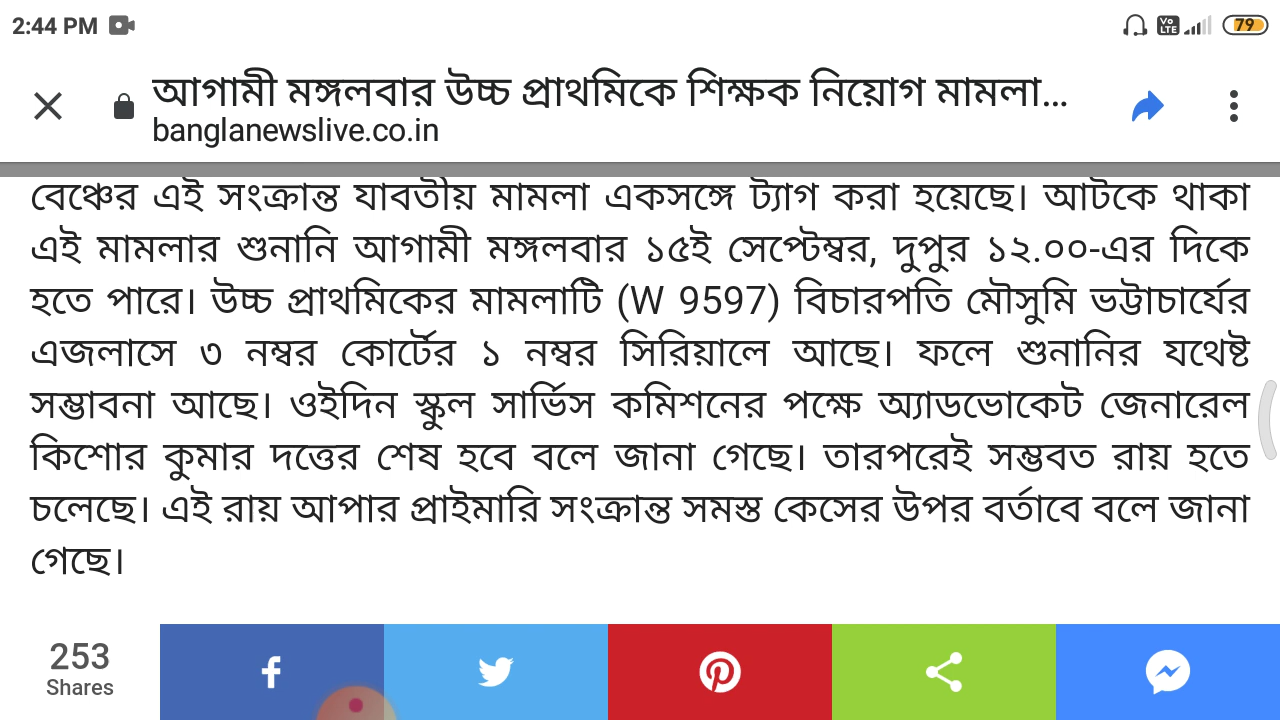 2:44 PM
Vo LTE
79
আগামী মঙ্গলবার উচ্চ প্রাথমিকে শিক্ষক নিয়োগ মামলা...
banglanewslive.co.in
বেঞ্চের এই সংক্রান্ত যাবতীয় মামলা একসঙ্গে ট্যাগ করা হয়েছে। আটকে থাকা
এই মামলার শুনানি আগামী মঙ্গলবার ১৫ই সেপ্টেম্বর, দুপুর ১২.০০-এর দিকে
হতে পারে। উচ্চ প্রাথমিকের মামলাটি (W 9597) বিচারপতি মৌসুমি ভট্টাচার্যের
এজলাসে ৩ নম্বর কোর্টের ১ নম্বর সিরিয়ালে আছে। ফলে শুনানির যথেষ্ট
সম্ভাবনা আছে। ওইদিন স্কুল সার্ভিস কমিশনের পক্ষে অ্যাডভোকেট জেনারেল
কিশোর কুমার দত্তের শেষ হবে বলে জানা গেছে। তারপরেই সম্ভবত রায় হতে
চলেছে। এই রায় আপার প্রাইমারি সংক্রান্ত সমস্ত কেসের উপর বর্তাবে বলে জানা
গেছে।
253
Shares